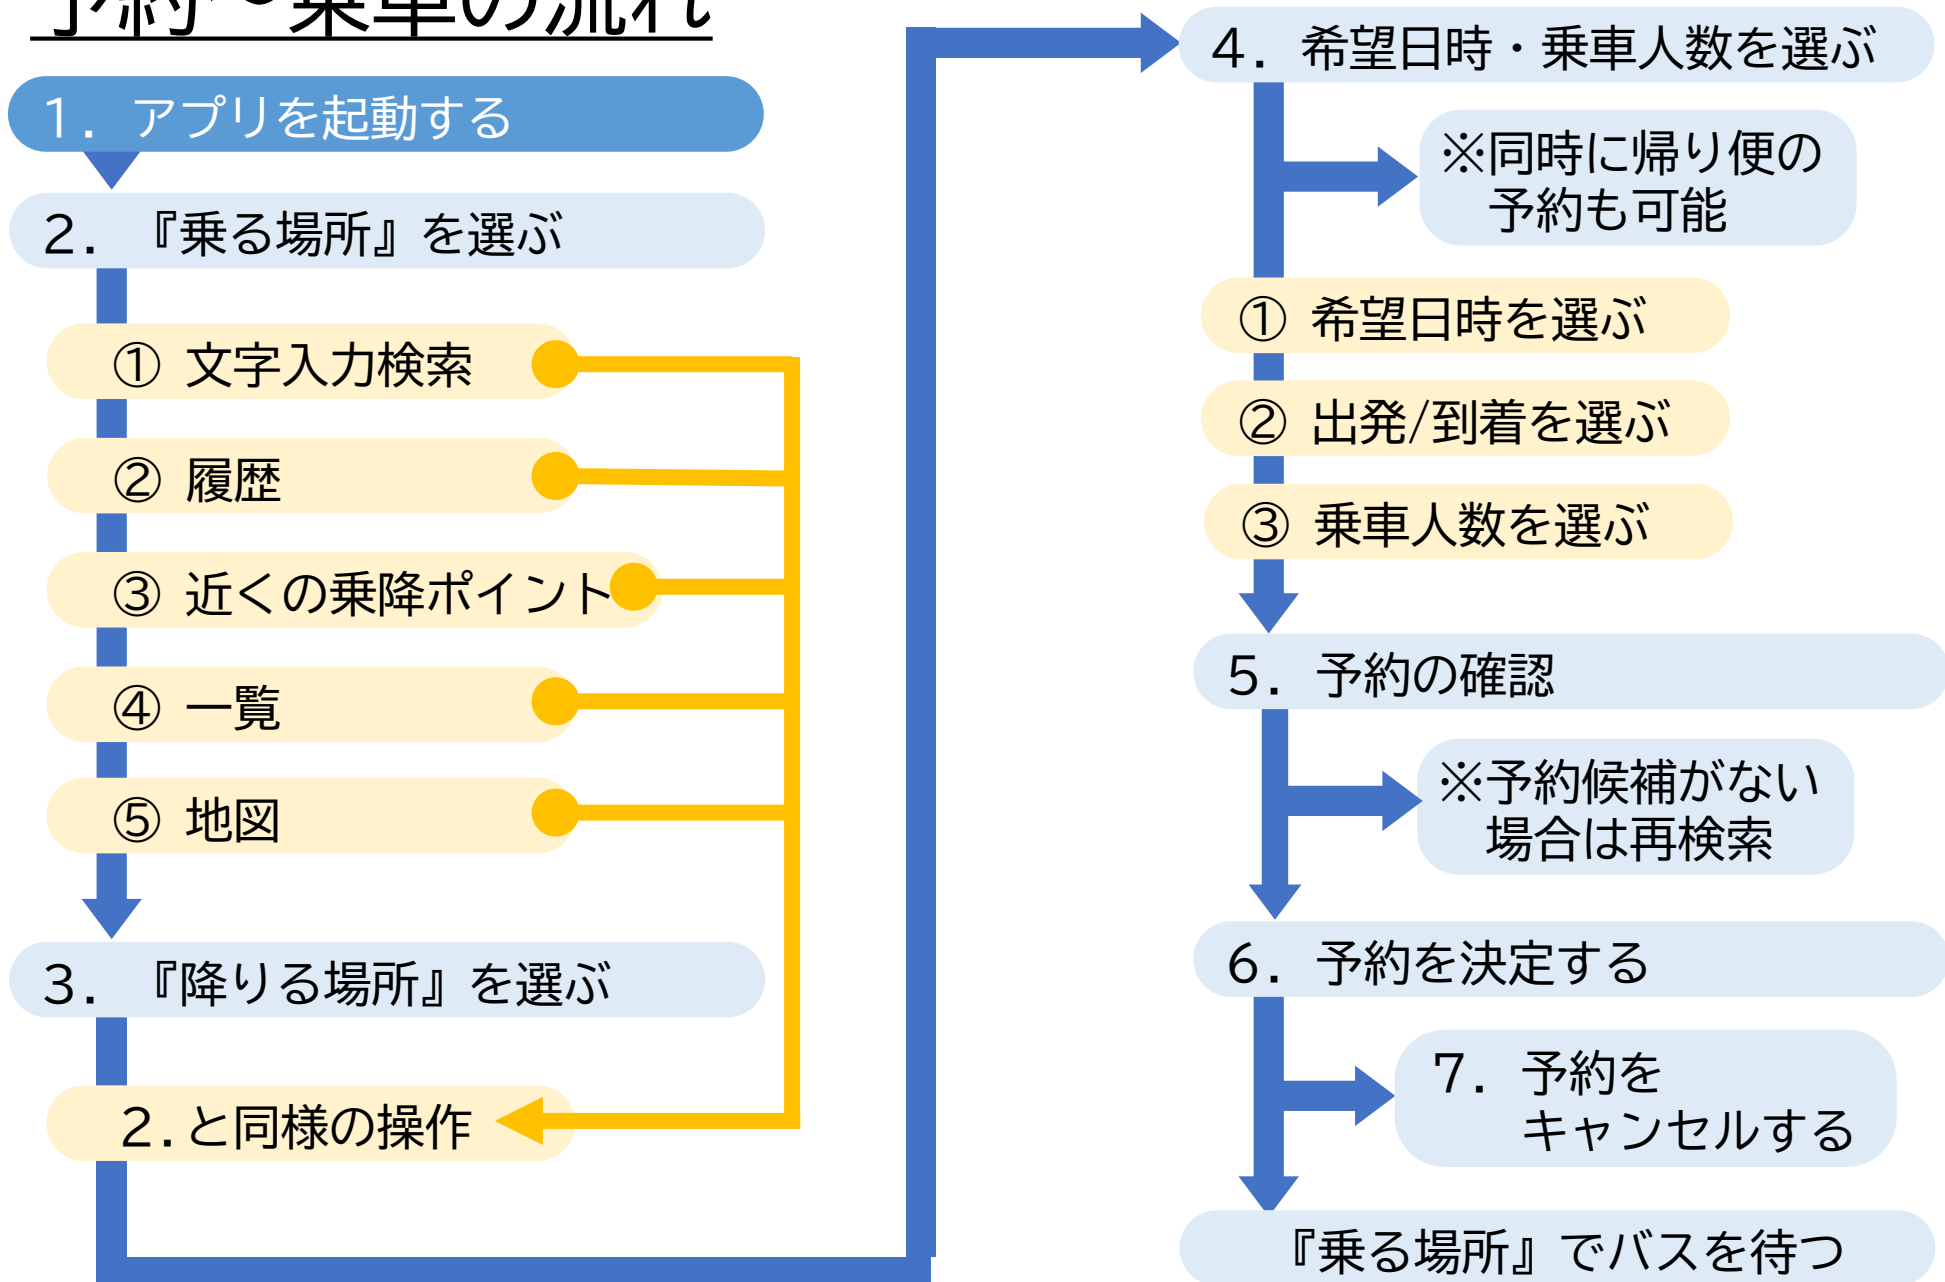 予約～乗車の流れ
１．アプリを起動する
２．『乗る場所』を選ぶ
① 文字入力検索
② 履歴
③ 近くの乗降ポイント
④ 一覧
⑤ 地図
３．『降りる場所』を選ぶ
２.と同様の操作
４．希望日時・乗車人数を選ぶ
※同時に帰り便の
予約も可能
① 希望日時を選ぶ
② 出発/到着を選ぶ
③ 乗車人数を選ぶ
５．予約の確認
※予約候補がない
場合は再検索
６．予約を決定する
７．予約を
キャンセルする
『乗る場所』でバスを待つ